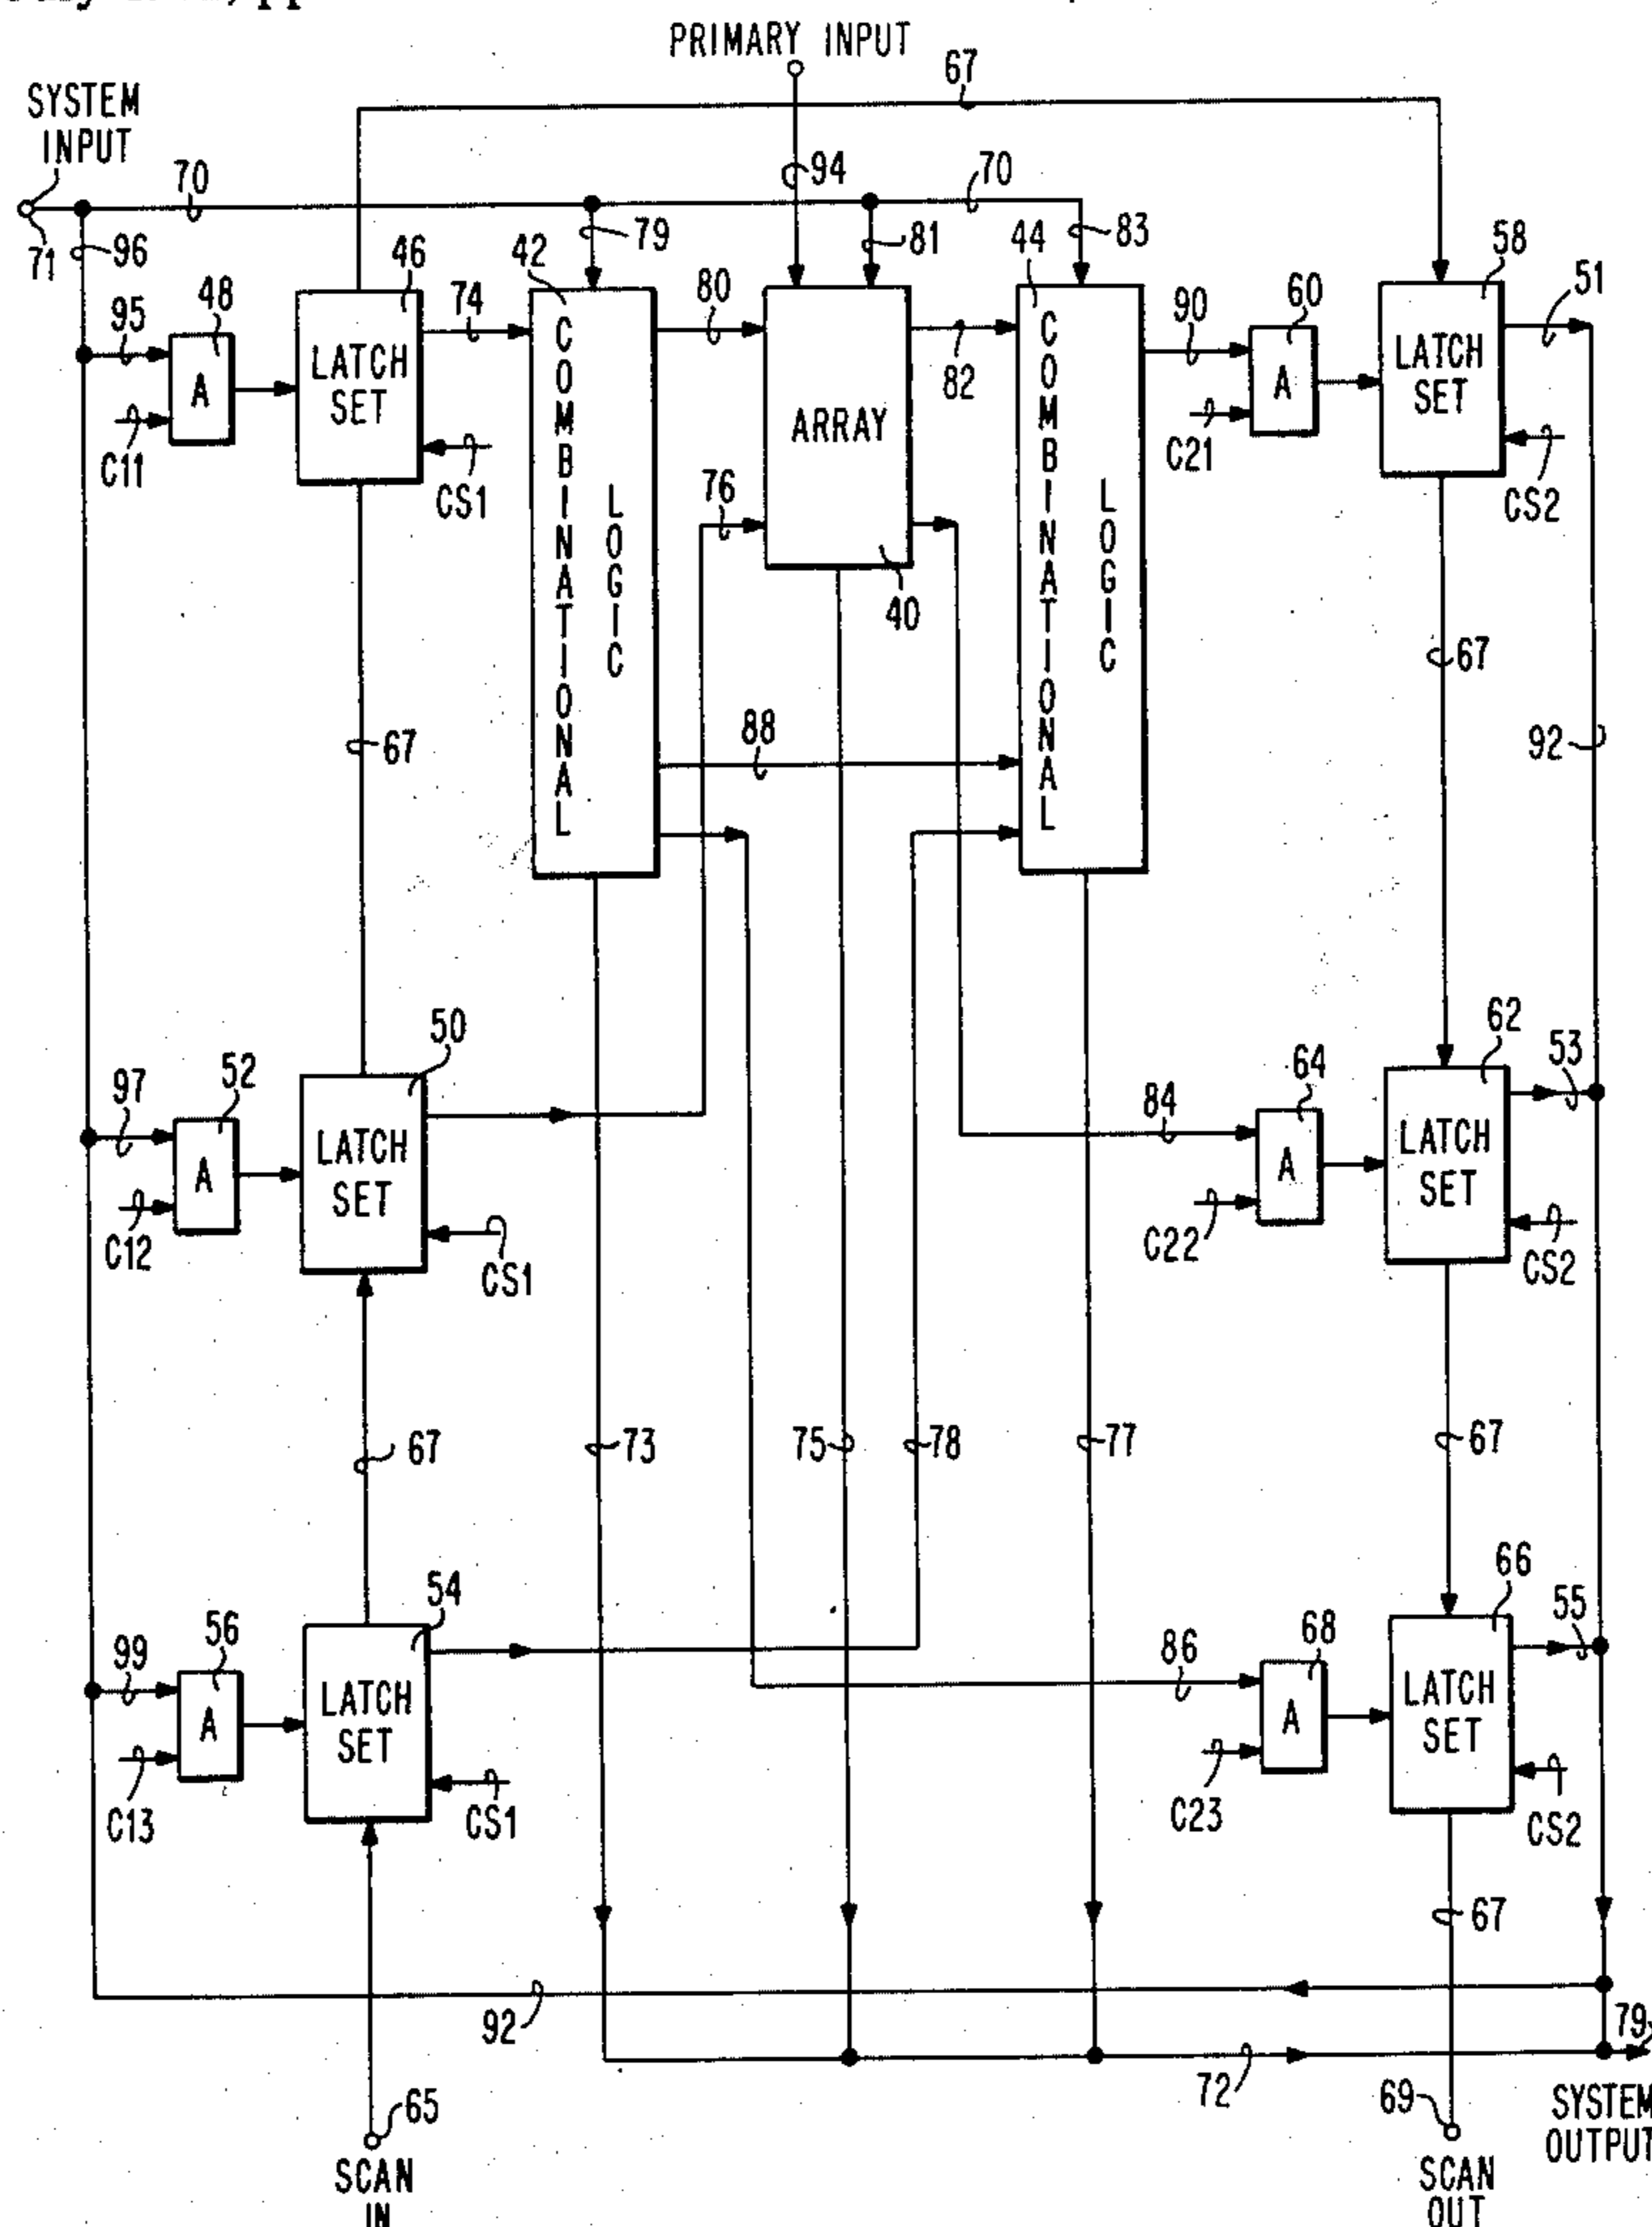 PRIMARY INPUT
67
SYSTEM
INPUT
70
94
70
71
96
42
79
81
44
83
58
46
48
95
74
80
82
90
60
51
LATCH
SET
A
COMBINATIONAL
LOGIC
ARRAY
COMBINATIONAL
LOGIC
A
LATCH
SET
C11
CS1
76
40
C21
CS2
67
67
88
92
50
62
97
52
53
64
84
LATCH
SET
A
A
LATCH
SET
C12
CS1
C22
CS2
67
73
75
78
77
67
54
66
99
56
55
86
68
LATCH
SET
A
A
LATCH
SET
C13
CS1
C23
CS2
67
92
79
72
65
69
SYSTEM
OUTPUT
SCAN
IN
SCAN
OUT